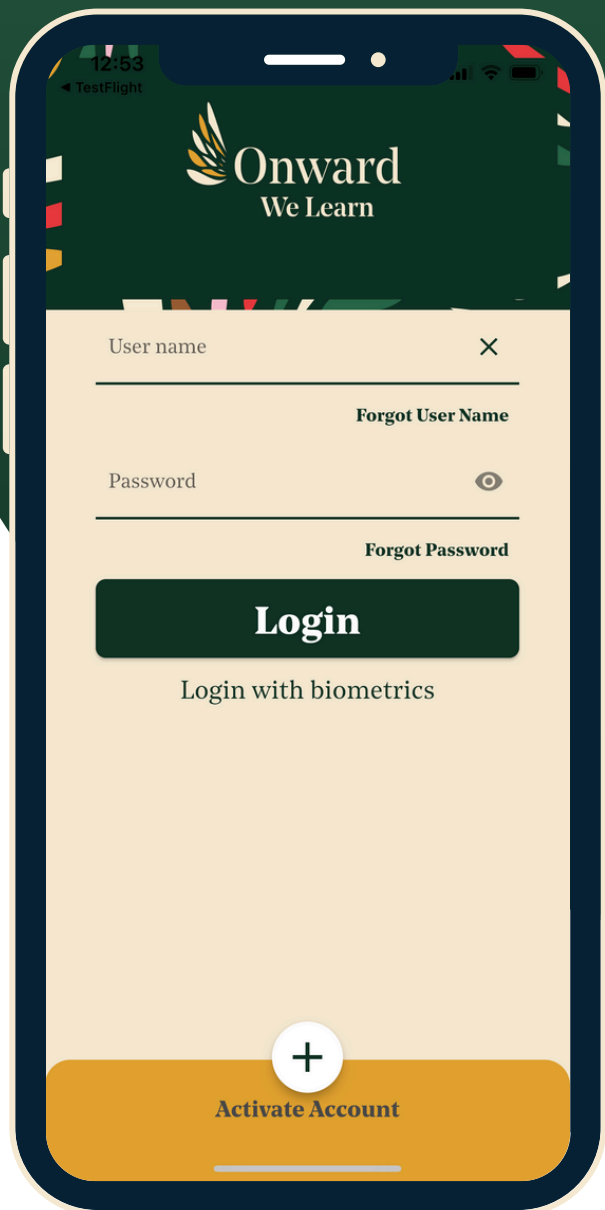 12:53
◀ TestFlight
Onward
We Learn
User name
Forgot User Name
Password
Forgot Password
Login
Login with biometrics
Activate Account